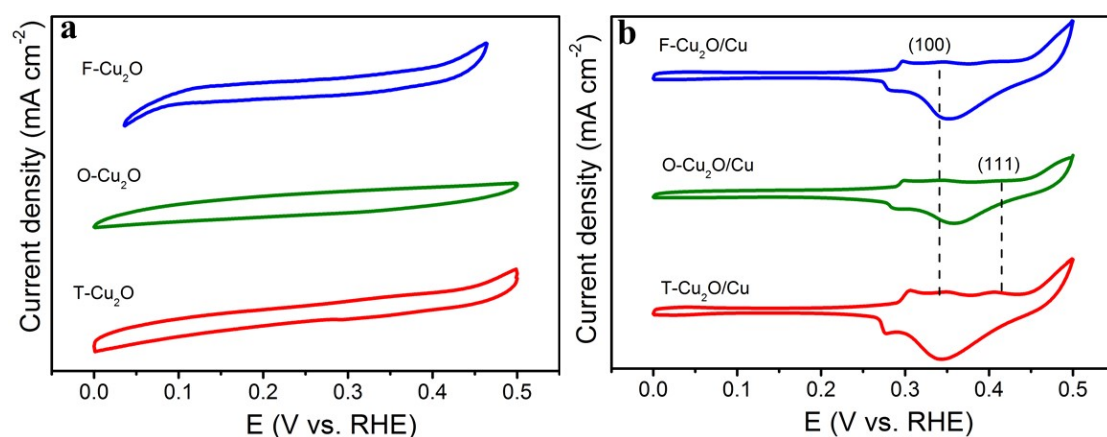 a
F-Cu₂O
O-Cu₂O
T-Cu₂O
Current density (mA cm⁻²)
0.0 0.1 0.2 0.3 0.4 0.5
E (V vs. RHE)
b
F-Cu₂O/Cu
(100)
O-Cu₂O/Cu
(111)
T-Cu₂O/Cu
Current density (mA cm⁻²)
0.0 0.1 0.2 0.3 0.4 0.5
E (V vs. RHE)